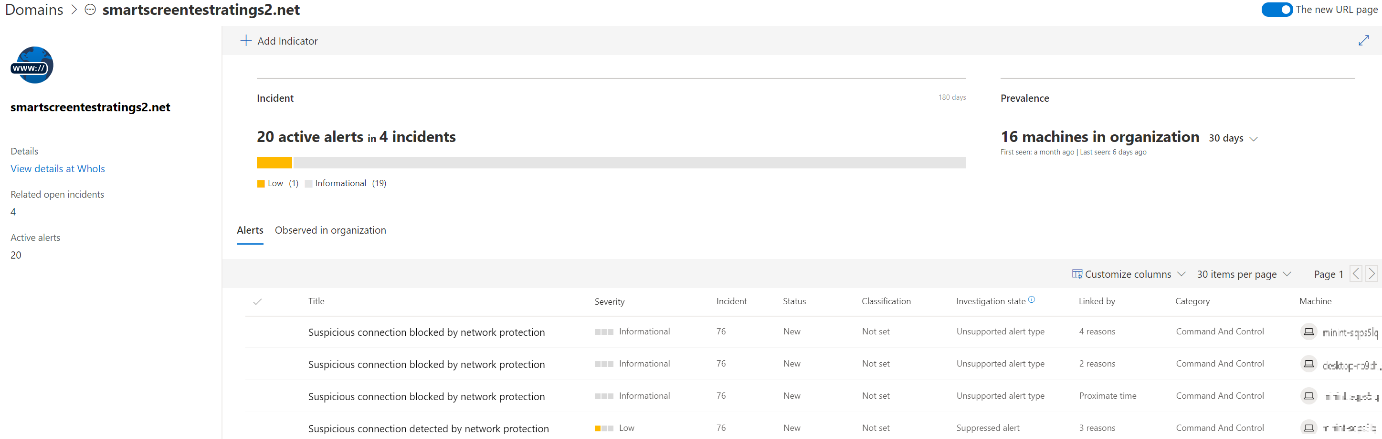 Domains > smartscreentestratings2.net The new URL page
www://
smartscreentestratings2.net
Details
View details at WhoIs
Related open incidents
4
Active alerts
20
+ Add Indicator
Incident 180 days
20 active alerts in 4 incidents
Low (1) Informational (19)
Prevalence
16 machines in organization 30 days
First seen: a month ago | Last seen: 6 days ago
Alerts Observed in organization
Customize columns 30 items per page Page 1
Title Severity Incident Status Classification Investigation state Linked by Category Machine
Suspicious connection blocked by network protection Informational 76 New Not set Unsupported alert type 4 reasons Command And Control
Suspicious connection blocked by network protection Informational 76 New Not set Unsupported alert type 2 reasons Command And Control
Suspicious connection blocked by network protection Informational 76 New Not set Unsupported alert type Proximate time Command And Control
Suspicious connection detected by network protection Low 76 New Not set Suppressed alert 3 reasons Command And Control